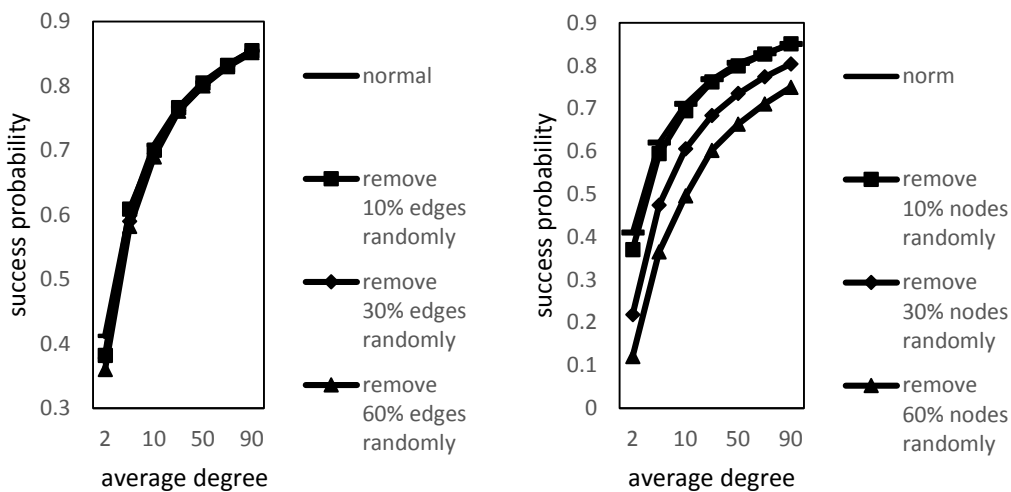 0.9
0.8
0.7
0.6
0.5
0.4
0.3
success probability
2 10 50 90
average degree
normal
remove
10% edges
randomly
remove
30% edges
randomly
remove
60% edges
randomly
0.9
0.8
0.7
0.6
0.5
0.4
0.3
0.2
0.1
0
success probability
2 10 50 90
average degree
norm
remove
10% nodes
randomly
remove
30% nodes
randomly
remove
60% nodes
randomly